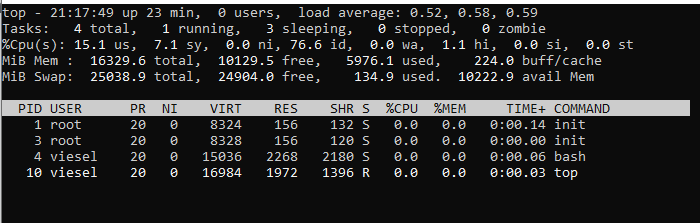 top - 21:17:49 up 23 min,  0 users,  load average: 0.52, 0.58, 0.59
Tasks:   4 total,   1 running,   3 sleeping,   0 stopped,   0 zombie
%Cpu(s): 15.1 us,  7.1 sy,  0.0 ni, 76.6 id,  0.0 wa,  1.1 hi,  0.0 si,  0.0 st
MiB Mem :  16329.6 total,  10129.5 free,   5976.1 used,    224.0 buff/cache
MiB Swap:  25038.9 total,  24904.0 free,    134.9 used.  10222.9 avail Mem
PID USER      PR  NI    VIRT    RES    SHR S  %CPU  %MEM     TIME+ COMMAND
1 root      20   0    8324    156    132 S   0.0   0.0   0:00.14 init
3 root      20   0    8328    156    120 S   0.0   0.0   0:00.00 init
4 viesel    20   0   15036   2268   2180 S   0.0   0.0   0:00.06 bash
10 viesel    20   0   16984   1972   1396 R   0.0   0.0   0:00.03 top